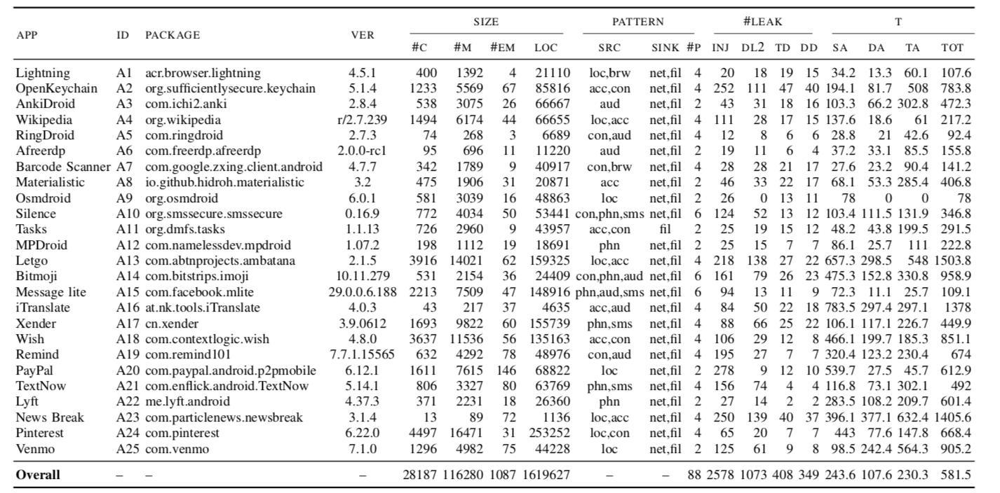 SIZE PATTERN #LEAK T
APP ID PACKAGE VER
#C #M #EM LOC SRC SINK #P INJ DL2 TD DD SA DA TA TOT
Lightning A1 acr.browser.lightning 4.5.1 400 1392 4 21110 loc,brw net,fil 4 20 18 19 15 34.2 13.3 60.1 107.6
OpenKeychain A2 org.sufficientlysecure.keychain 5.1.4 1233 5569 67 85816 acc,con net,fil 4 252 111 47 40 194.1 81.7 508 783.8
AnkiDroid A3 com.ichi2.anki 2.8.4 538 3075 26 66667 aud net,fil 2 43 31 18 16 103.3 66.2 302.8 472.3
Wikipedia A4 org.wikipedia r/2.7.239 1494 6174 44 66655 loc,acc net,fil 4 111 28 17 15 137.6 18.6 61 217.2
RingDroid A5 com.ringdroid 2.7.3 74 268 3 6689 con,aud net,fil 4 12 8 6 6 28.8 21 42.6 92.4
Afreerdp A6 com.freerdp.afreerdp 2.0.0-rc1 95 696 11 11220 aud net,fil 2 19 11 6 4 37.2 33.1 85.5 155.8
Barcode Scanner A7 com.google.zxing.client.android 4.7.7 342 1789 9 40917 con,brw net,fil 4 28 28 21 17 27.6 23.2 90.4 141.2
Materialistic A8 io.github.hidroh.materialistic 3.2 475 1906 31 20871 acc net,fil 2 46 33 22 17 68.1 53.3 285.4 406.8
Osmdroid A9 org.osmdroid 6.0.1 581 3039 16 48863 loc net,fil 2 26 0 13 11 78 0 0 78
Silence A10 org.smssecure.smssecure 0.16.9 772 4034 50 53441 con,phn,sms net,fil 6 124 52 13 12 103.4 111.5 131.9 346.8
Tasks A11 org.dmfs.tasks 1.1.13 726 2960 9 43957 acc,con fil 2 25 19 15 12 48.2 43.8 199.5 291.5
MPDroid A12 com.namelessdev.mpdroid 1.07.2 198 1112 19 18691 phn net,fil 2 25 15 7 7 86.1 25.7 111 222.8
Letgo A13 com.abtnprojects.ambatana 2.1.5 3916 14021 62 159325 loc,acc net,fil 4 218 138 27 22 657.3 298.5 548 1503.8
Bitmoji A14 com.bitstrips.imoji 10.11.279 531 2154 36 24409 con,phn,aud net,fil 6 161 79 26 23 475.3 152.8 330.8 958.9
Message lite A15 com.facebook.mlite 29.0.0.6.188 2213 7509 47 148916 phn,aud,sms net,fil 6 94 13 11 9 72.3 11.1 25.7 109.1
iTranslate A16 at.nk.tools.iTranslate 4.0.3 43 217 37 4635 acc,aud net,fil 4 84 50 22 18 783.5 297.4 297.1 1378
Xender A17 cn.xender 3.9.0612 1693 9822 60 155739 phn,sms net,fil 4 88 66 25 22 106.1 117.1 226.7 449.9
Wish A18 com.contextlogic.wish 4.8.0 3637 11536 56 135163 acc,con net,fil 4 106 29 12 8 466.1 199.7 185.3 851.1
Remind A19 com.remind101 7.7.1.15565 632 4292 78 48976 con,aud net,fil 4 195 27 7 7 320.4 123.2 230.4 674
PayPal A20 com.paypal.android.p2pmobile 6.12.1 1611 7615 146 68822 loc net,fil 2 278 9 12 10 539.7 27.5 45.7 612.9
TextNow A21 com.enflick.android.TextNow 5.14.1 806 3327 80 63769 phn,sms net,fil 4 156 74 4 4 116.8 73.1 302.1 492
Lyft A22 me.lyft.android 4.37.3 371 2231 18 26360 phn net,fil 2 27 14 2 2 283.5 108.2 209.7 601.4
News Break A23 com.particlenews.newsbreak 3.1.4 13 89 72 1136 loc,acc net,fil 4 250 139 40 37 396.1 377.1 632.4 1405.6
Pinterest A24 com.pinterest 6.22.0 4497 16471 31 253252 loc,con net,fil 4 65 20 7 7 443 77.6 147.8 668.4
Venmo A25 com.venmo 7.1.0 1296 4982 75 44228 loc net,fil 2 125 61 9 8 98.5 242.4 564.3 905.2
Overall – – – 28187 116280 1087 1619627 – – 88 2578 1073 408 349 243.6 107.6 230.3 581.5